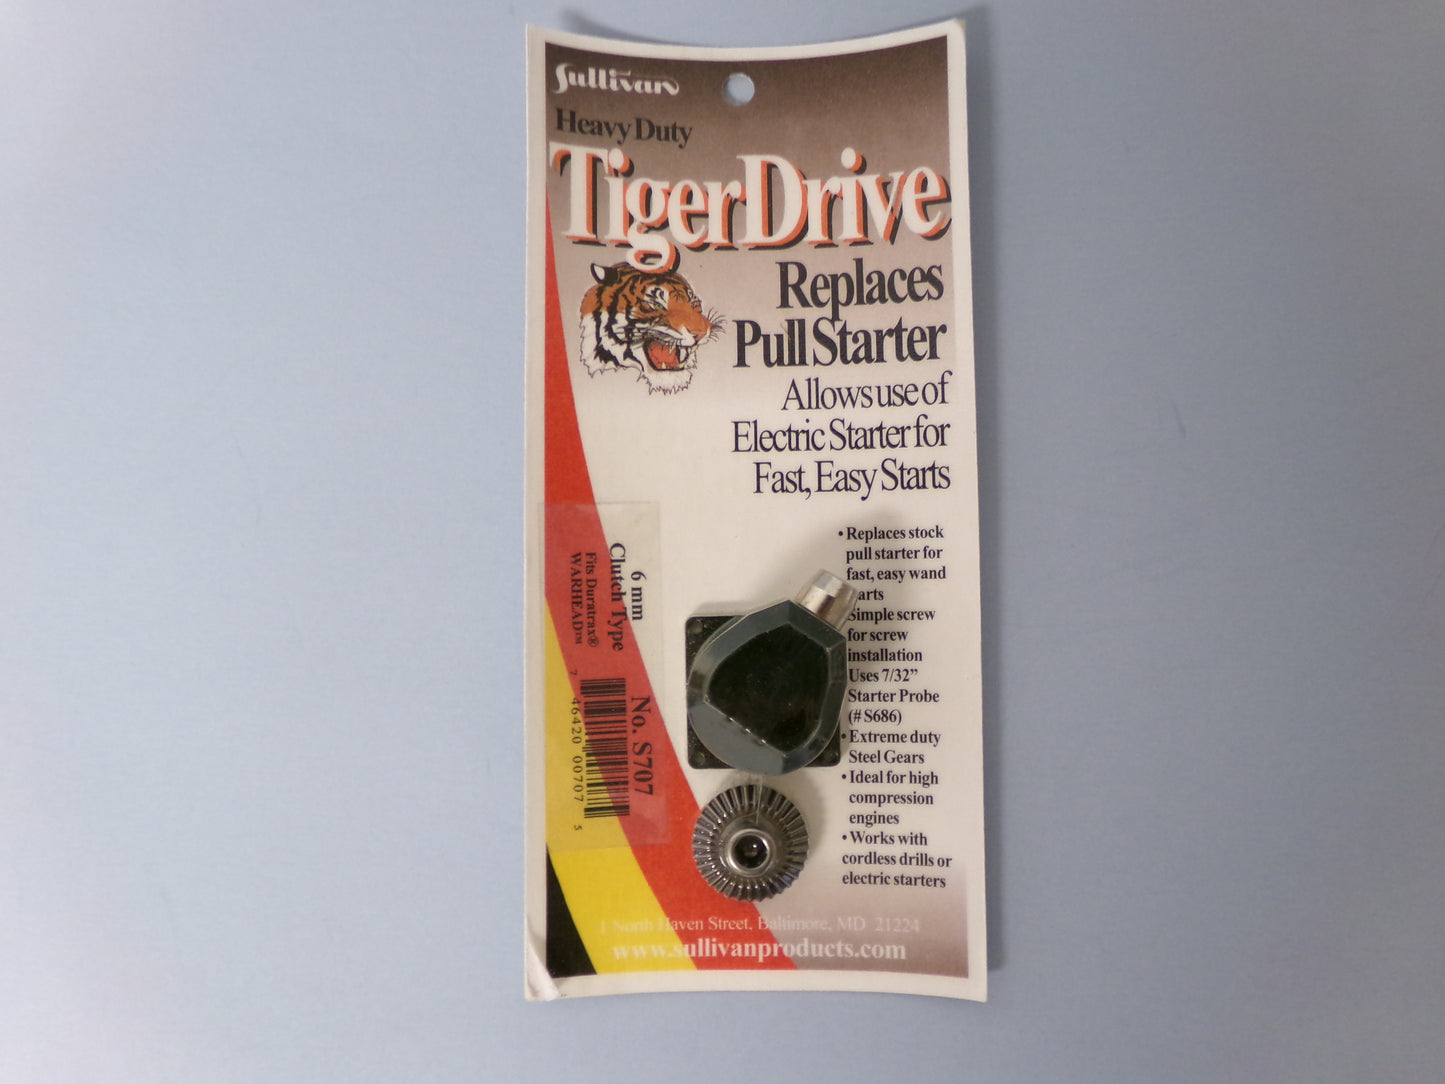 Sullivan
Heavy Duty
TigerDrive
Replaces
Pull Starter
Allows use of
Electric Starter for
Fast, Easy Starts
• Replaces stock
pull starter for
fast, easy wand
arts
Simple screw
for screw
installation
Uses 7/32”
Starter Probe
(# S686)
• Extreme duty
Steel Gears
• Ideal for high
compression
engines
• Works with
cordless drills or
electric starters
6 mm
Clutch Type
Fits Duratrax®
WARHEAD™
No. S707
7 46420 00707 5
1 North Haven Street, Baltimore, MD 21224
www.sullivanproducts.com